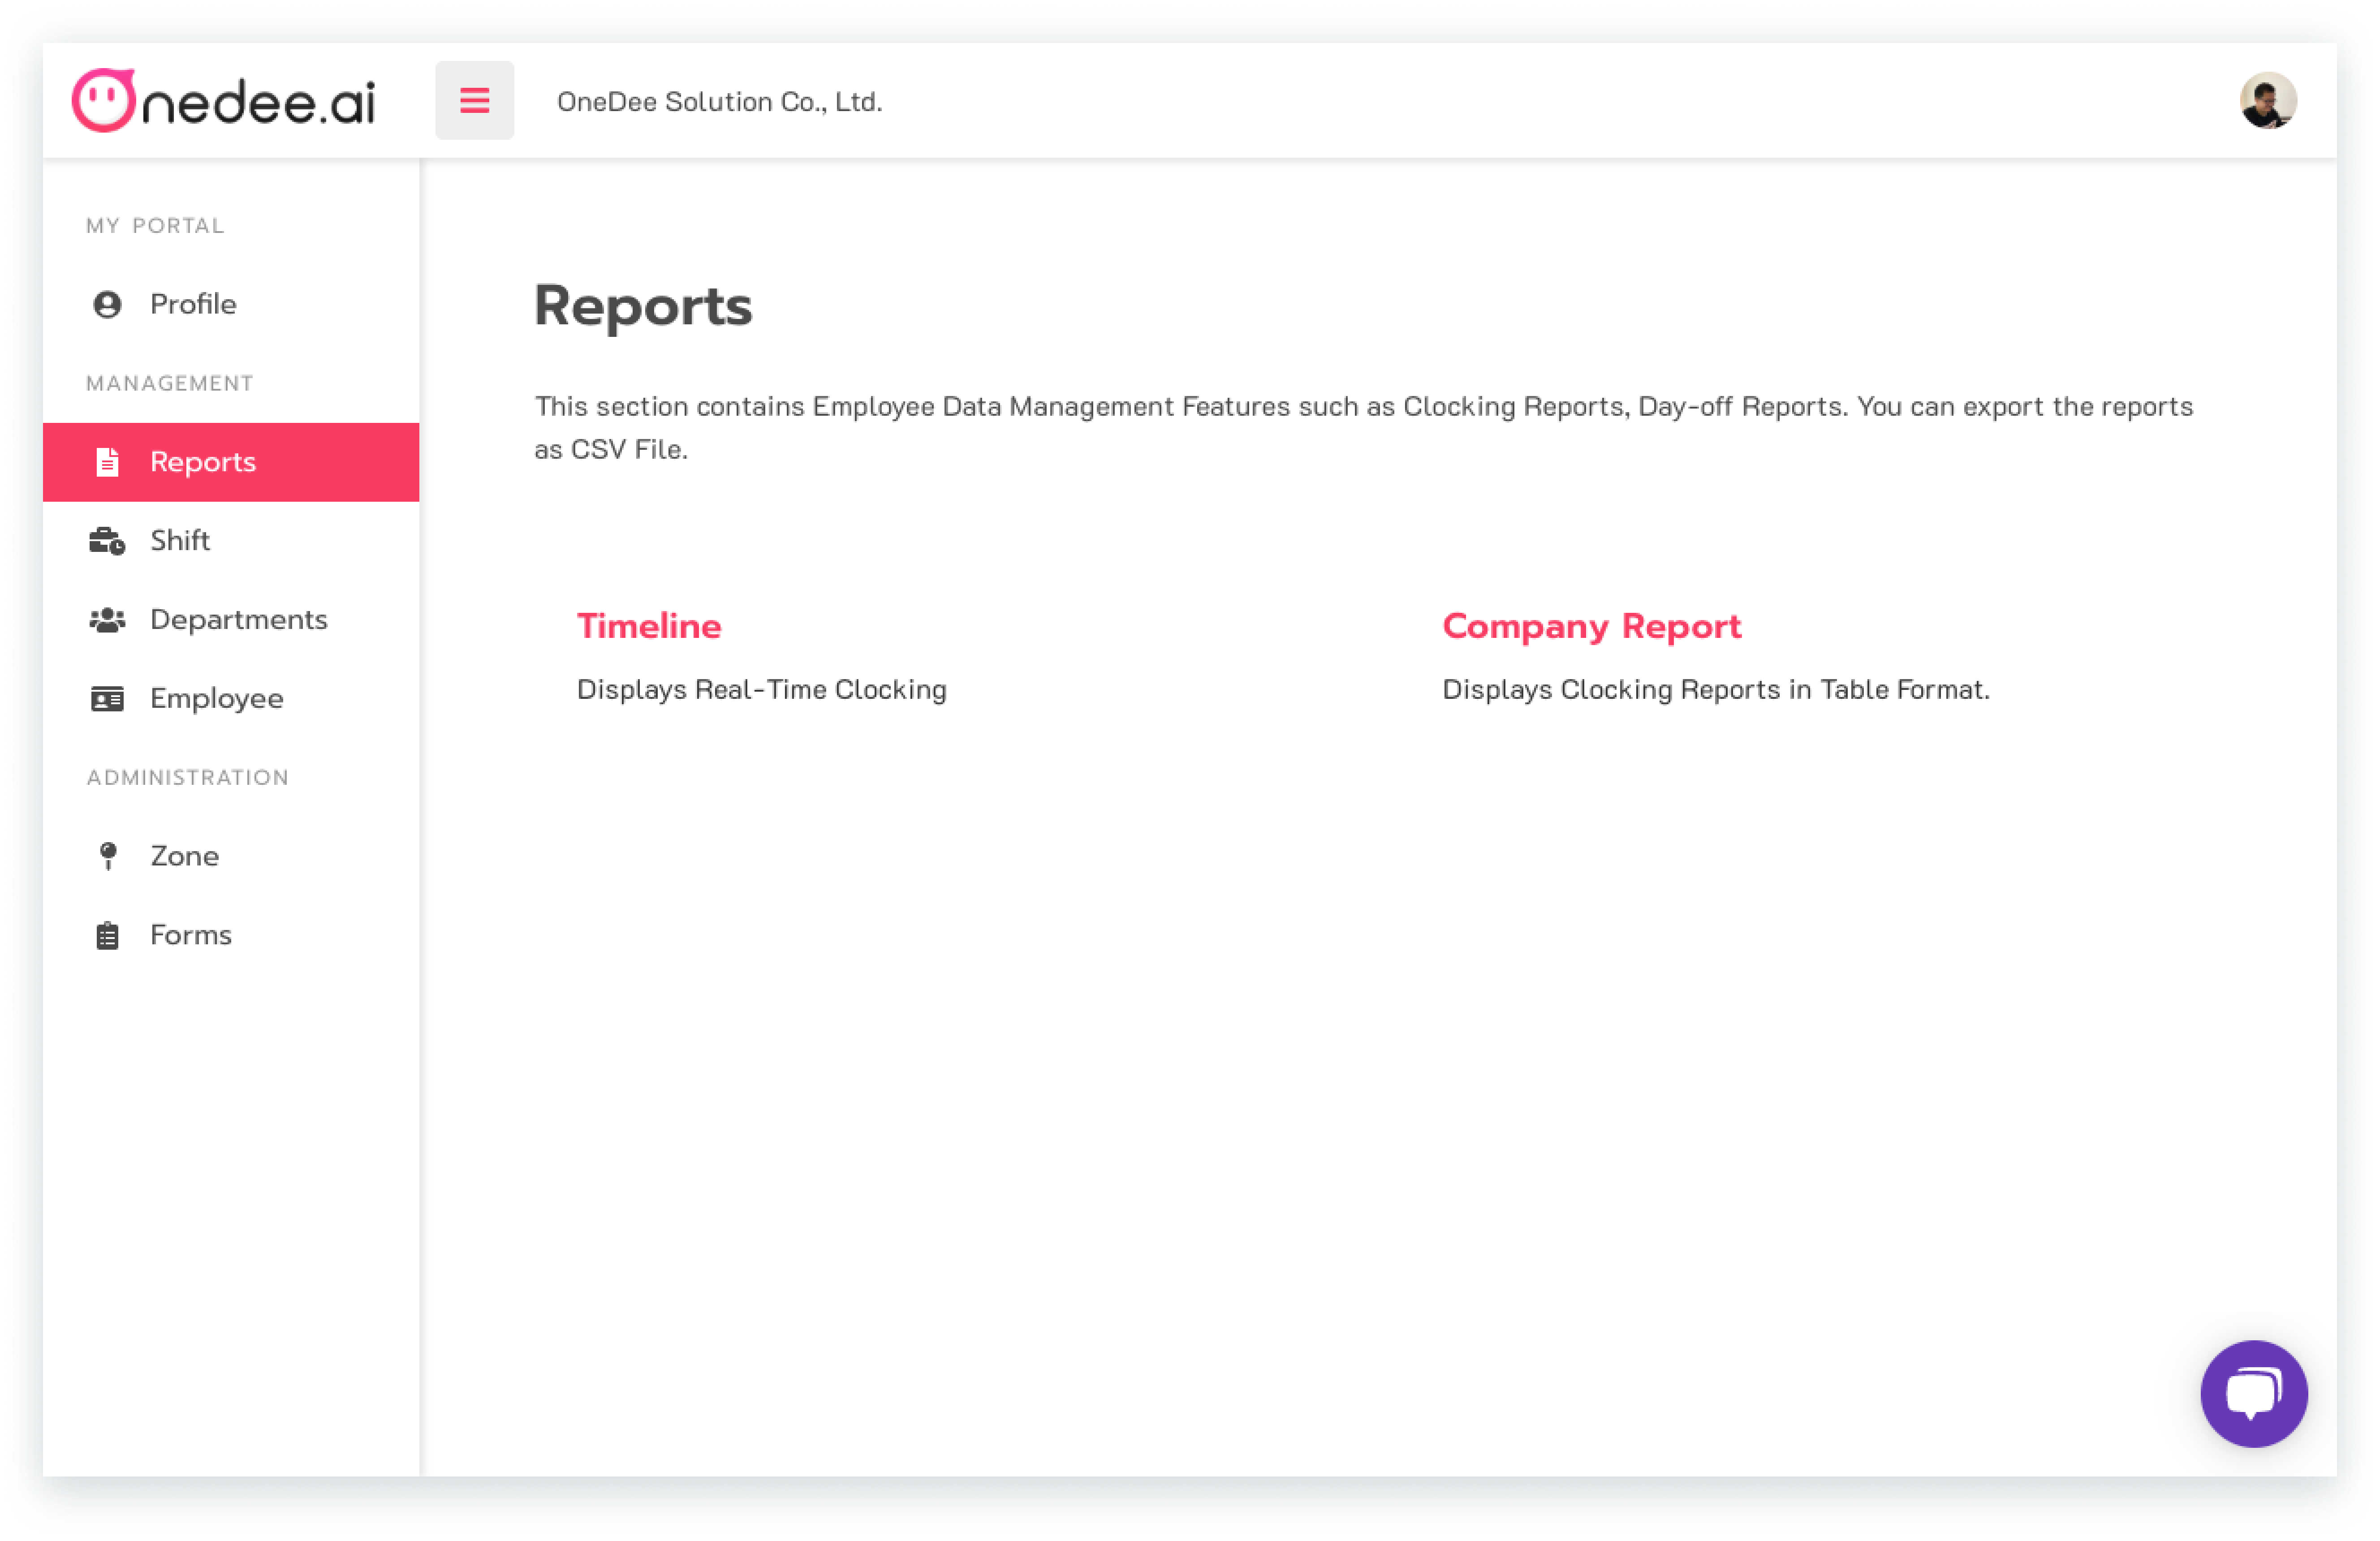 Onedee.ai
OneDee Solution Co., Ltd.
MY PORTAL
Profile
MANAGEMENT
Reports
Shift
Departments
Employee
ADMINISTRATION
Zone
Forms
Reports
This section contains Employee Data Management Features such as Clocking Reports, Day-off Reports. You can export the reports
as CSV File.
Timeline
Displays Real-Time Clocking
Company Report
Displays Clocking Reports in Table Format.